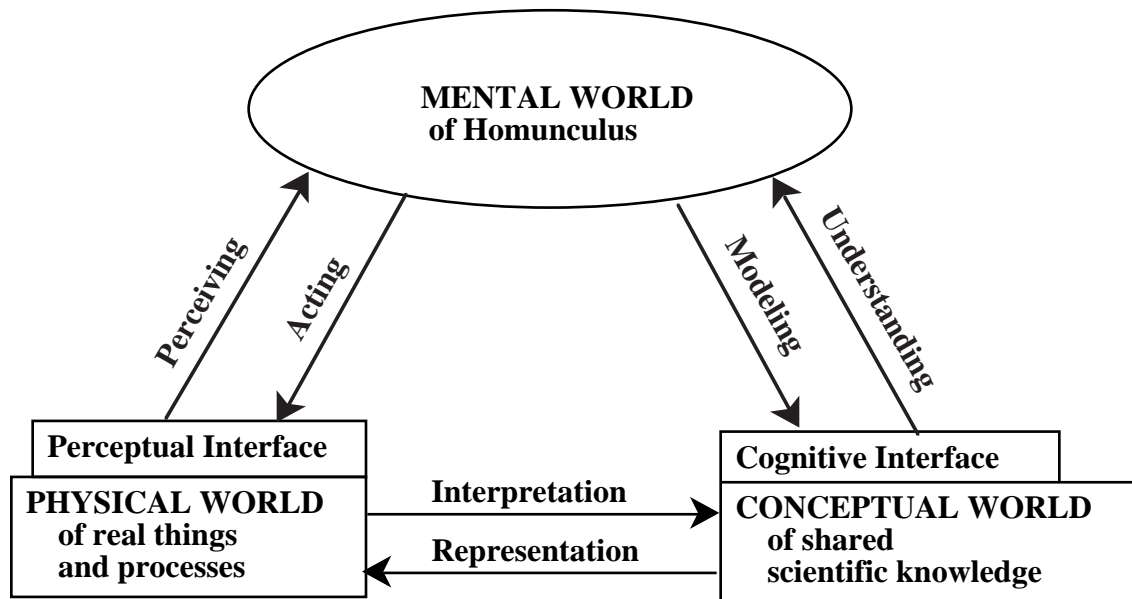 MENTAL WORLD
of Homunculus
Perceiving
Acting
Modeling
Understanding
Perceptual Interface
PHYSICAL WORLD
of real things
and processes
Interpretation
Representation
Cognitive Interface
CONCEPTUAL WORLD
of shared
scientific knowledge